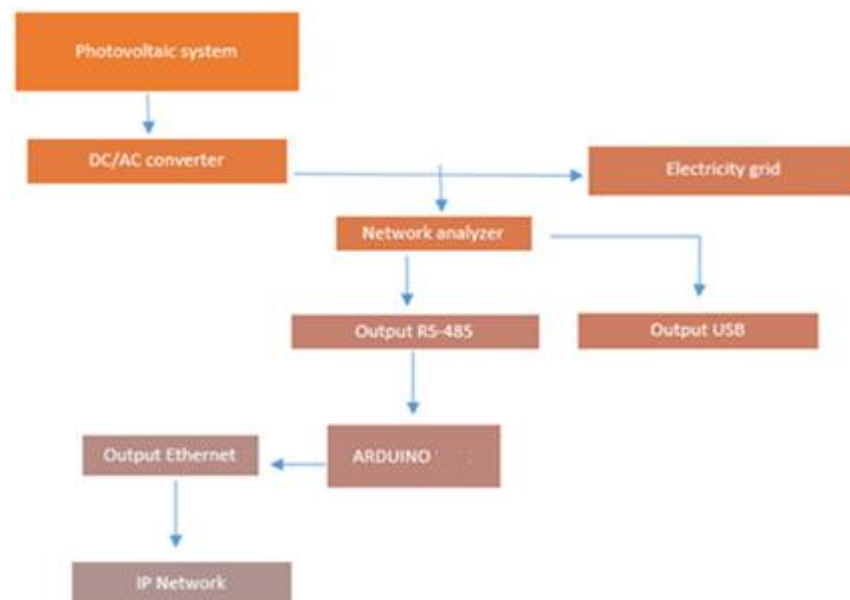 Photovoltaic system
DC/AC converter
Electricity grid
Network analyzer
Output RS-485
Output USB
Output Ethernet
ARDUINO
IP Network